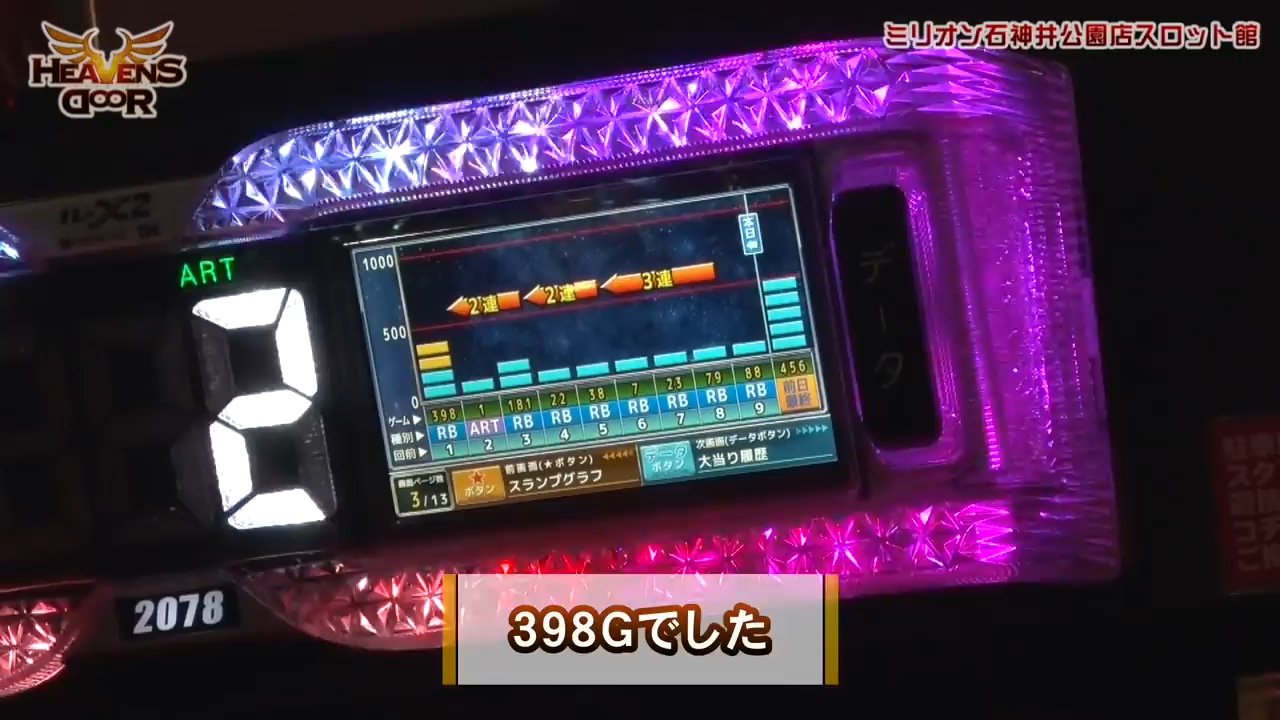 HEAVENS
DOOR
ミリオン石神井公園店スロット館
ART
2
データ
1000
500
0
本日
2連
2連
3連
ゲーム▶ 398 1 181 22 38 7 23 79 88 456
種別▶ RB ART RB RB RB RB RB RB RB 前日最終
回前▶ 1 2 3 4 5 6 7 8 9
画面ページ数
3/13
★ボタン
前画面(★ボタン)
スランプグラフ
データボタン
次画面(データボタン)
大当り履歴
2078
398Gでした